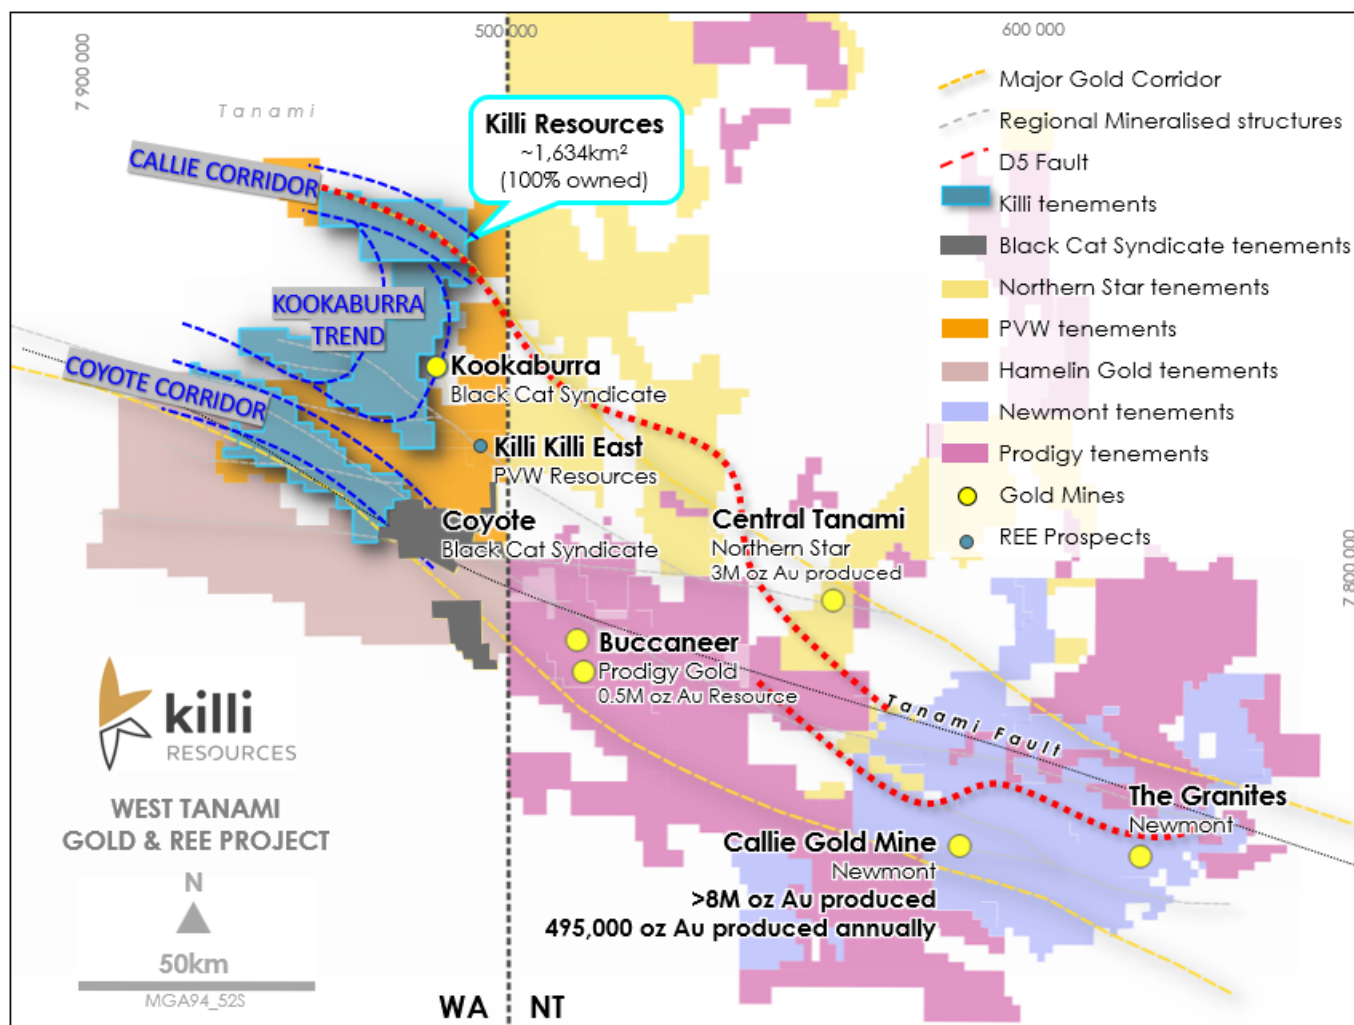 7 900 000
500 000
600 000
Tanami
Killi Resources
~1,634km²
(100% owned)
CALLIE CORRIDOR
KOOKABURRA
TREND
COYOTE CORRIDOR
Kookaburra
Black Cat Syndicate
Killi Killi East
PVW Resources
Coyote
Black Cat Syndicate
Central Tanami
Northern Star
3M oz Au produced
Buccaneer
Prodigy Gold
0.5M oz Au Resource
Tanami Fault
The Granites
Newmont
Callie Gold Mine
Newmont
>8M oz Au produced
495,000 oz Au produced annually
Major Gold Corridor
Regional Mineralised structures
D5 Fault
Killi tenements
Black Cat Syndicate tenements
Northern Star tenements
PVW tenements
Hamelin Gold tenements
Newmont tenements
Prodigy tenements
Gold Mines
REE Prospects
7 800 000
killi
RESOURCES
WEST TANAMI
GOLD & REE PROJECT
N
50km
MGA94_52S
WA NT